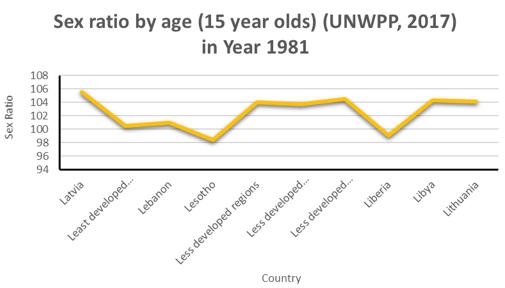 Sex ratio by age (15 year olds) (UNWPP, 2017)
in Year 1981
108
106
104
102
100
98
96
94
Sex Ratio
Latvia
Least developed...
Lebanon
Lesotho
Less developed regions
Less developed...
Less developed...
Liberia
Libya
Lithuania
Country